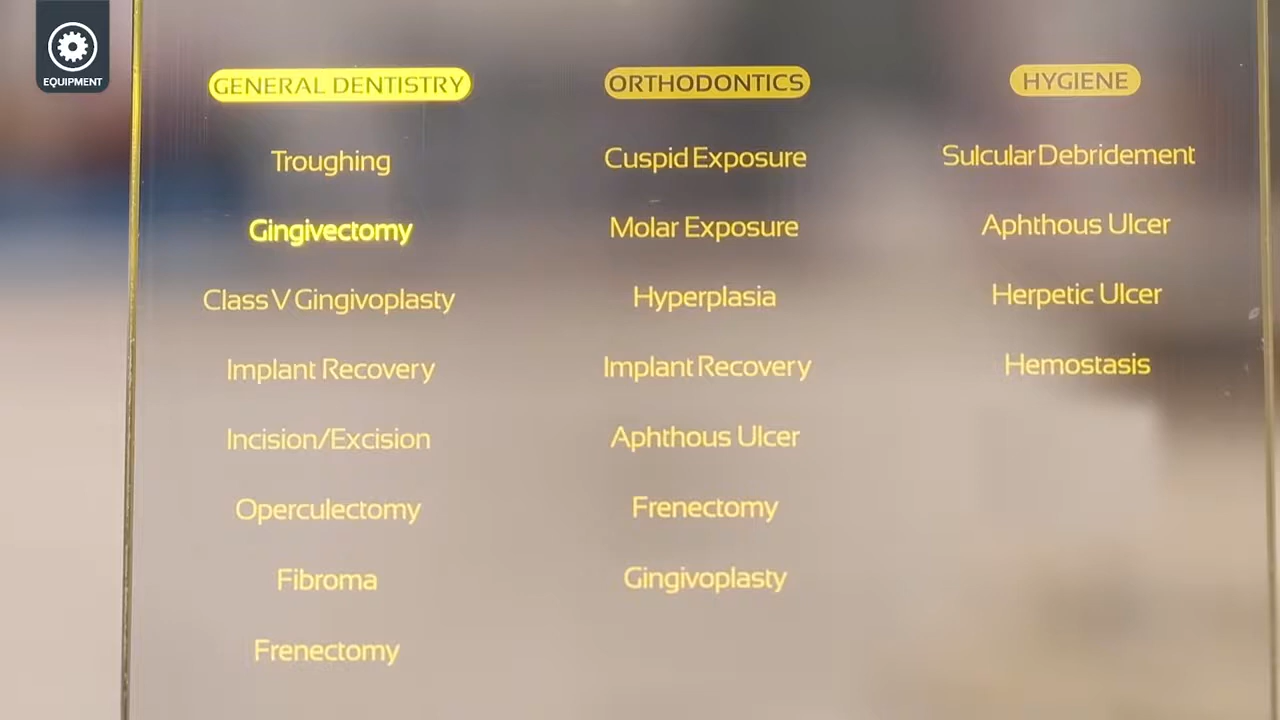 EQUIPMENT
GENERAL DENTISTRY
Troughing
Gingivectomy
Class V Gingivoplasty
Implant Recovery
Incision/Excision
Operculectomy
Fibroma
Frenectomy
ORTHODONTICS
Cuspid Exposure
Molar Exposure
Hyperplasia
Implant Recovery
Aphthous Ulcer
Frenectomy
Gingivoplasty
HYGIENE
Sulcular Debridement
Aphthous Ulcer
Herpetic Ulcer
Hemostasis